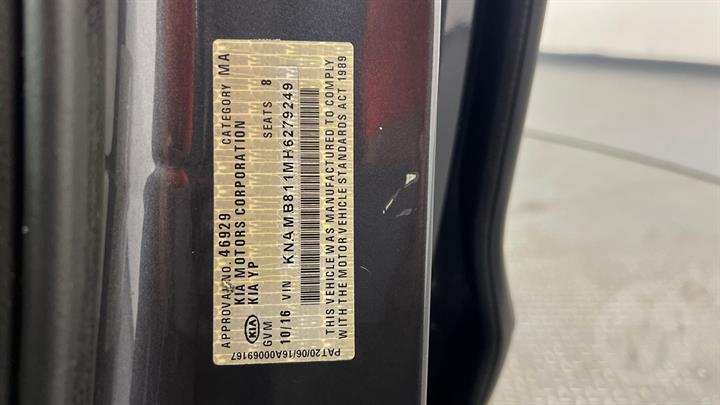 APPROVAL NO. 46929 CATEGORY MA
KIA MOTORS CORPORATION
KIA YP
KIA
GVM SEATS 8
10/16 VIN KNAMB811MH6279249
THIS VEHICLE WAS MANUFACTURED TO COMPLY
WITH THE MOTOR VEHICLE STANDARDS ACT 1989
PAT20/06/16A00069167